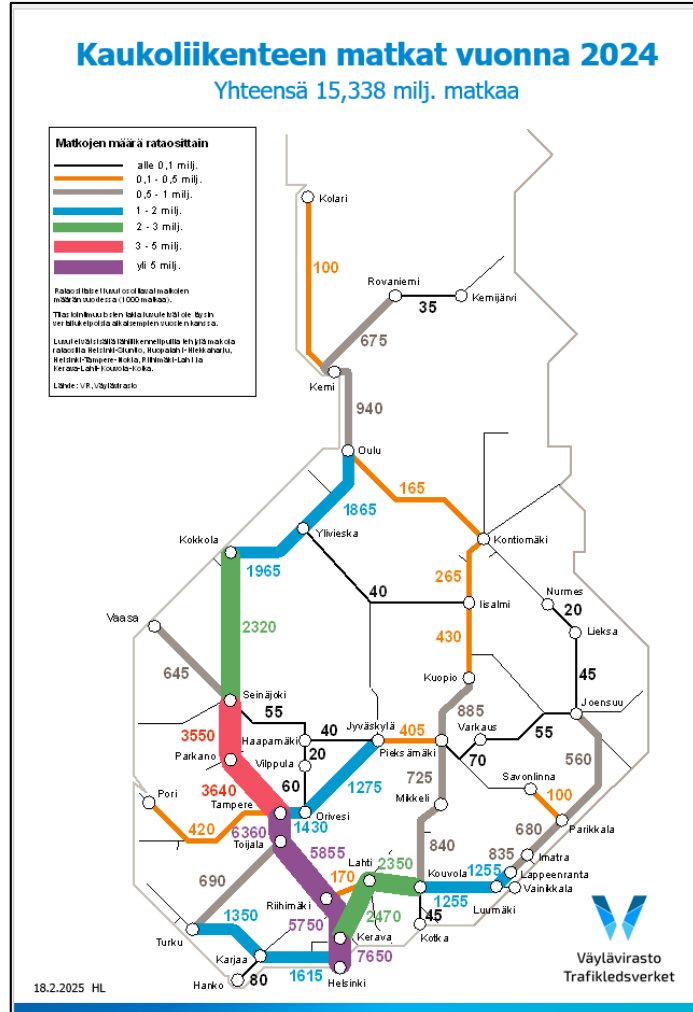 Kaukoliikenteen matkat vuonna 2024
Yhteensä 15,338 milj. matkaa
Matkojen määrä rataosittain
alle 0,1 milj.
0,1 - 0,5 milj.
0,5 - 1 milj.
1 - 2 milj.
2 - 3 milj.
3 - 5 milj.
yli 5 milj.
määrän vuodessa (1000 matkaa).
Lähde: VR, Väylävirasto
Kolari
100
Rovaniemi
35
Kemijärvi
675
Kemi
940
Oulu
165
1865
Ylivieska
Kokkola
1965
Kontiomäki
265
Nurmes
40
Iisalmi
20
Lieksa
Vaasa
2320
430
645
Kuopio
45
Seinäjoki
55
885
Joensuu
Jyväskylä
Varkaus
3550
Haapamäki
40
405
55
Parkano
20
Pieksämäki
70
560
Vilppula
1275
725
Savonlinna
3640
60
100
Pori
Tampere
Mikkeli
420
1430
Orivesi
6360
680
Parikkala
Toijala
5855
840
835
Imatra
Lahti
2350
Kouvola
1255
Lappeenranta
690
170
1255
Vainikkala
Riihimäki
Luumäki
1350
5750
2470
45
Turku
Kerava
Kotka
Karjaa
7650
1615
Hanko
80
Helsinki
Väylävirasto
Trafikledsverket
18.2.2025 HL